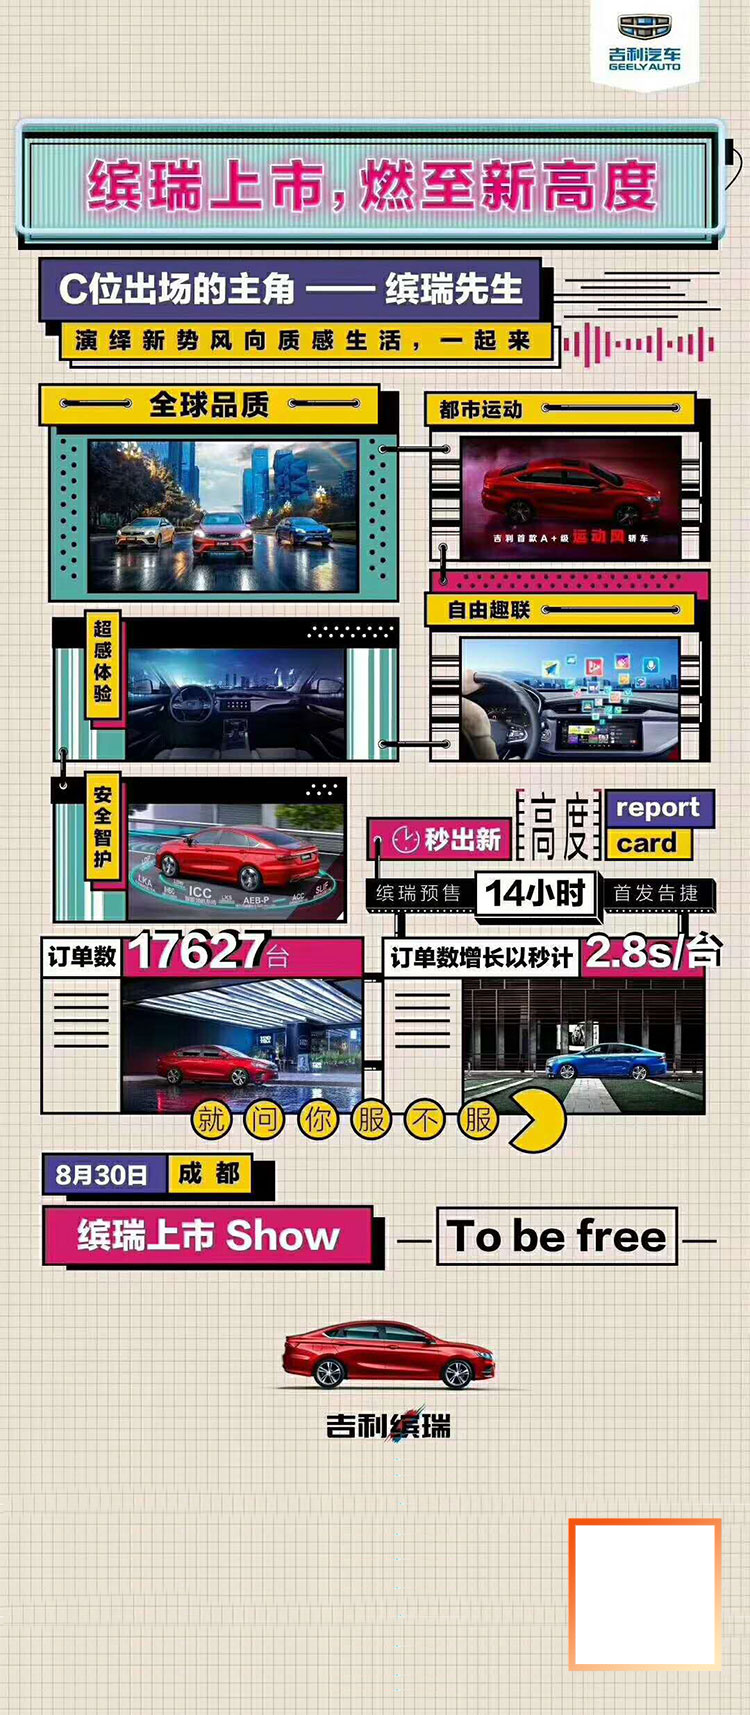 吉利汽车
GEELY AUTO
缤瑞上市，燃至新高度
C位出场的主角 —— 缤瑞先生
演绎新势风向质感生活，一起来
全球品质
都市运动
吉利首款A+级 运动风 轿车
自由趣联
超感体验
安全智护
LKA
ICC
AEB-P
ACC
SLIF
秒出新
高度
report
card
缤瑞预售 14小时 首发告捷
订单数 17627台
订单数增长以秒计 2.8s/台
就问你服不服
8月30日 成都
缤瑞上市 Show
To be free
吉利缤瑞